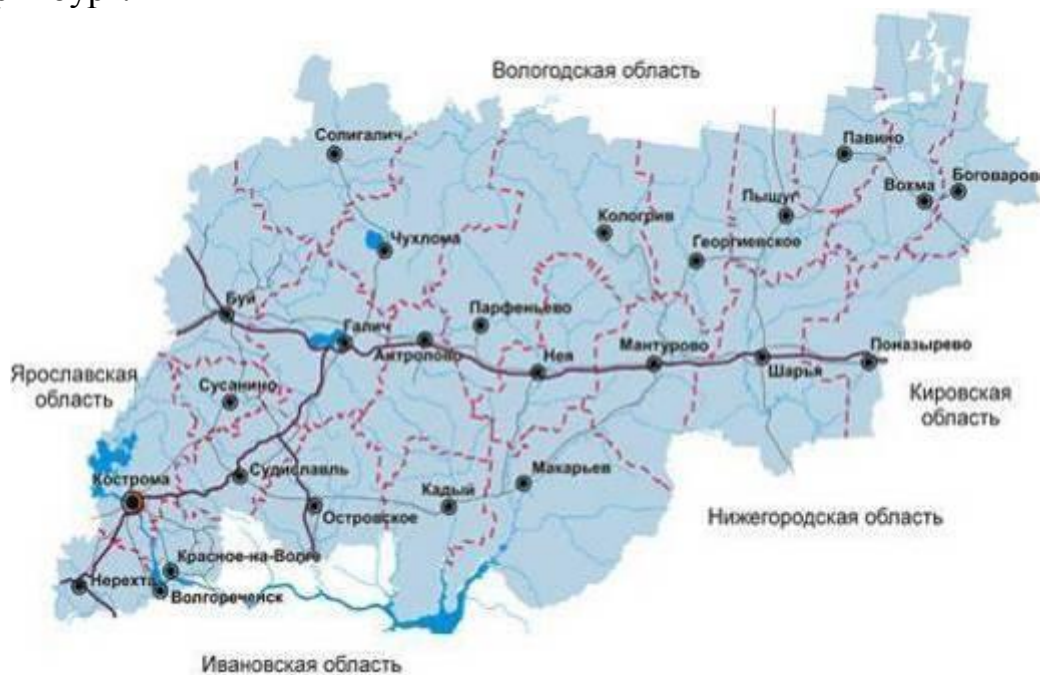 Вологодская область
Солигалич
Павино
Боговаров
Вохма
Пыщуг
Кологрив
Чухлома
Георгиевское
Буй
Парфеньево
Галич
Антропово
Нея
Мантурово
Поназырево
Шарья
Ярославская
область
Сусанино
Кировская
область
Судиславль
Макарьев
Кострома
Кадый
Островское
Нижегородская область
Красное-на-Волге
Нерехта
Волгореченск
Ивановская область